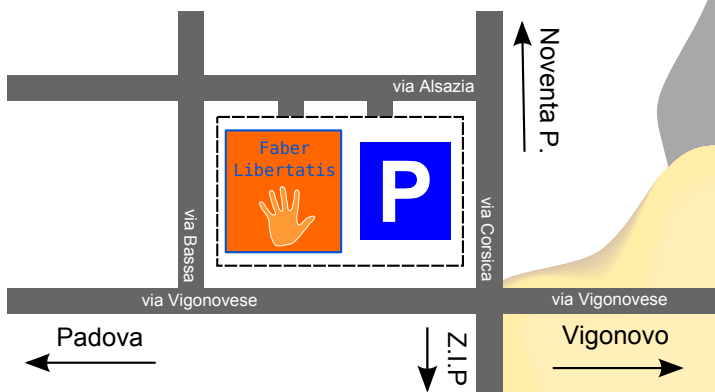 via Alsazia
Noventa P.
Faber
Libertatis
P
via Bassa
via Corsica
via Vigonovese
via Vigonovese
Padova
Z.I.P
Vigonovo